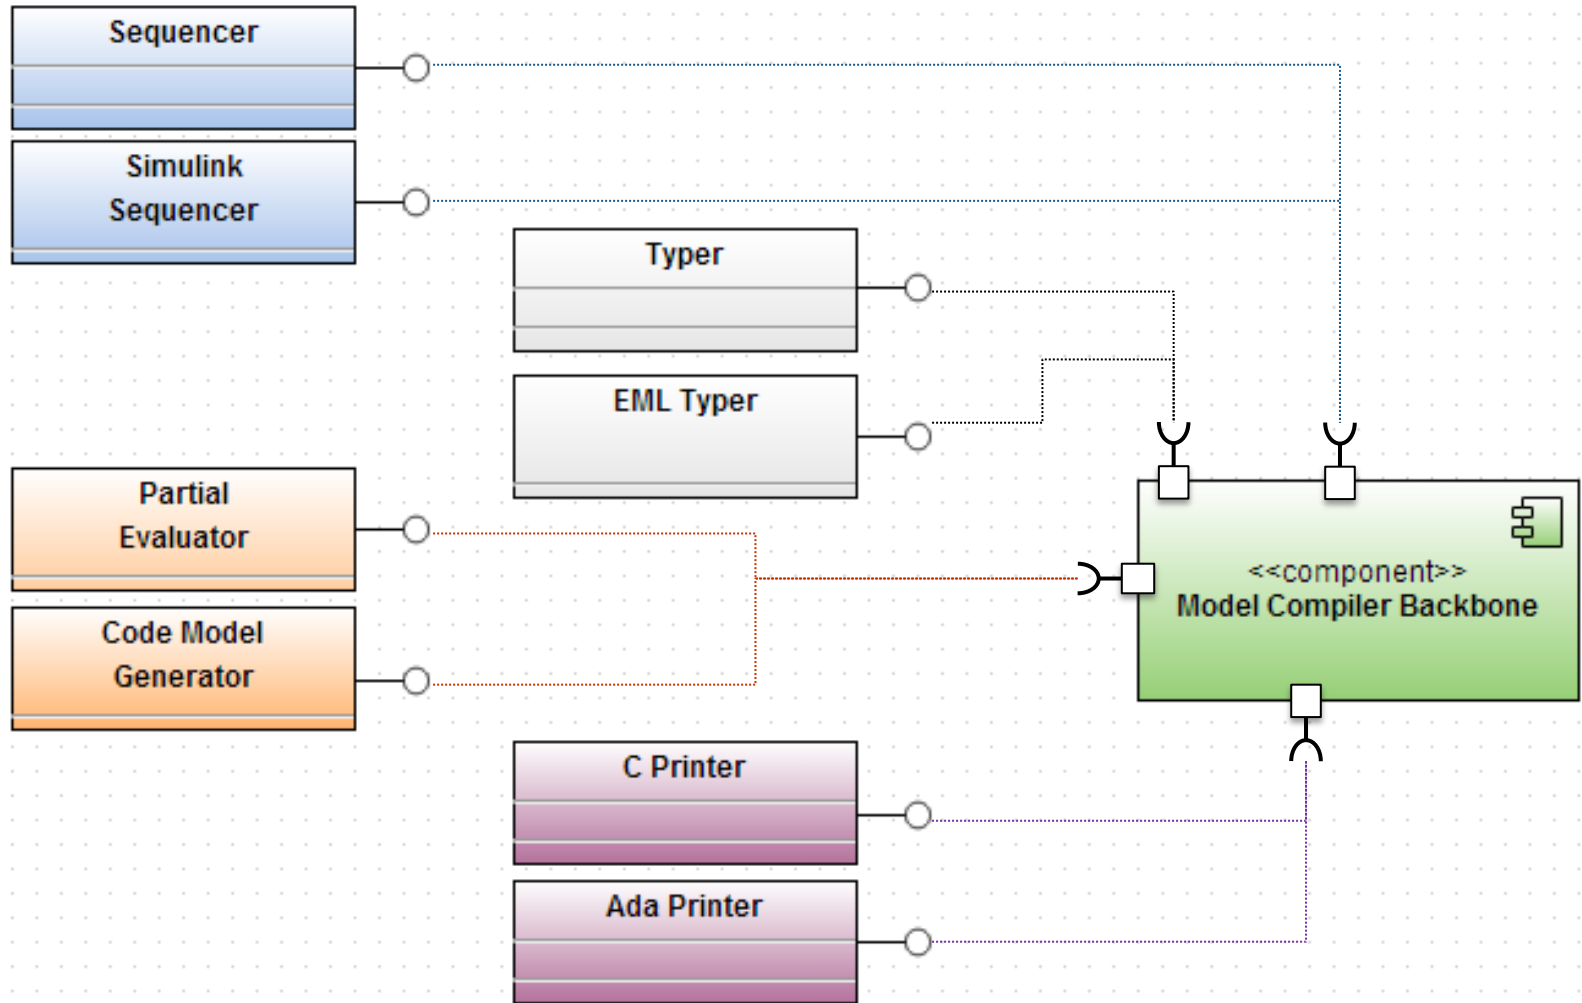 Sequencer
Simulink
Sequencer
Typer
EML Typer
Partial
Evaluator
Code Model
Generator
<<component>>
Model Compiler Backbone
C Printer
Ada Printer